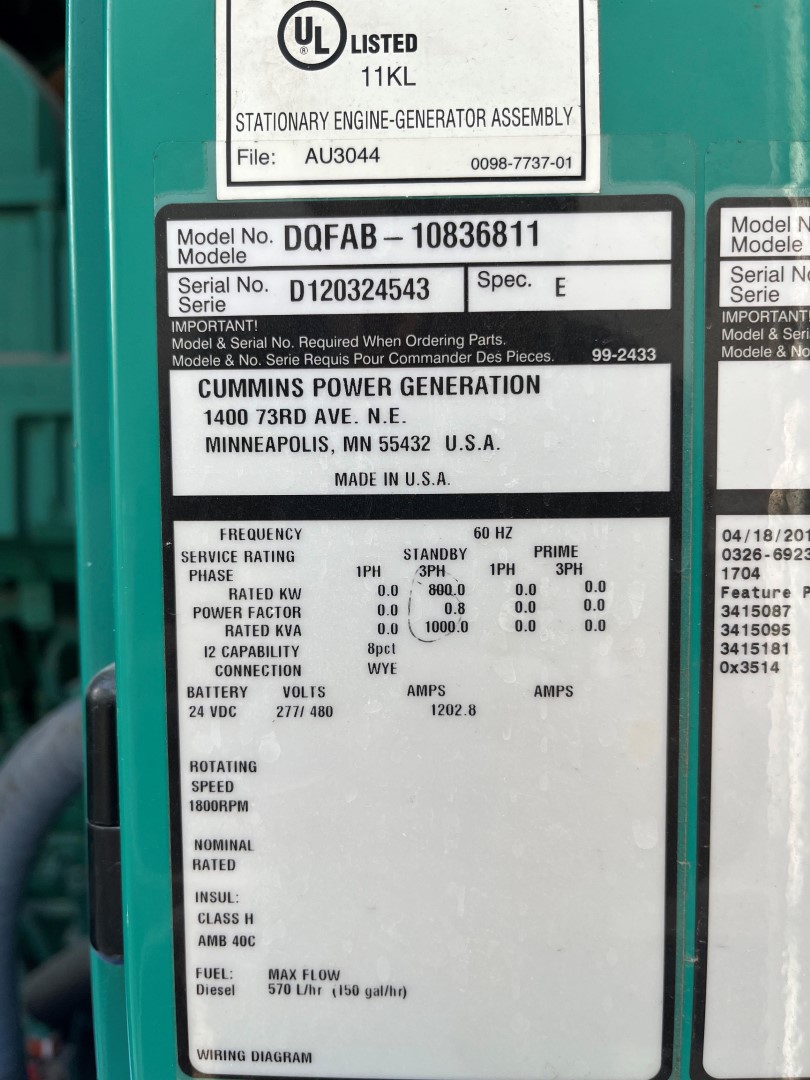 UL
®
LISTED
11KL
STATIONARY ENGINE-GENERATOR ASSEMBLY
File: AU3044 0098-7737-01
Model No. DQFAB – 10836811
Modele
Serial No. D120324543 Spec. E
Serie
IMPORTANT!
Model & Serial No. Required When Ordering Parts.
Modele & No. Serie Requis Pour Commander Des Pieces. 99-2433
CUMMINS POWER GENERATION
1400 73RD AVE. N.E.
MINNEAPOLIS, MN 55432 U.S.A.
MADE IN U.S.A.
FREQUENCY 60 HZ
SERVICE RATING STANDBY PRIME
PHASE 1PH 3PH 1PH 3PH
RATED KW 0.0 800.0 0.0 0.0
POWER FACTOR 0.0 0.8 0.0 0.0
RATED KVA 0.0 1000.0 0.0 0.0
I2 CAPABILITY 8pct
CONNECTION WYE
BATTERY VOLTS AMPS AMPS
24 VDC 277/ 480 1202.8
ROTATING
SPEED
1800RPM
NOMINAL
RATED
INSUL:
CLASS H
AMB 40C
FUEL: MAX FLOW
Diesel 570 L/hr (150 gal/hr)
WIRING DIAGRAM
Model N
Modele
Serial No
Serie
IMPORTANT!
Model & Seri
Modele & No
04/18/201
0326-6923
1704
Feature P
3415087
3415095
3415181
0x3514